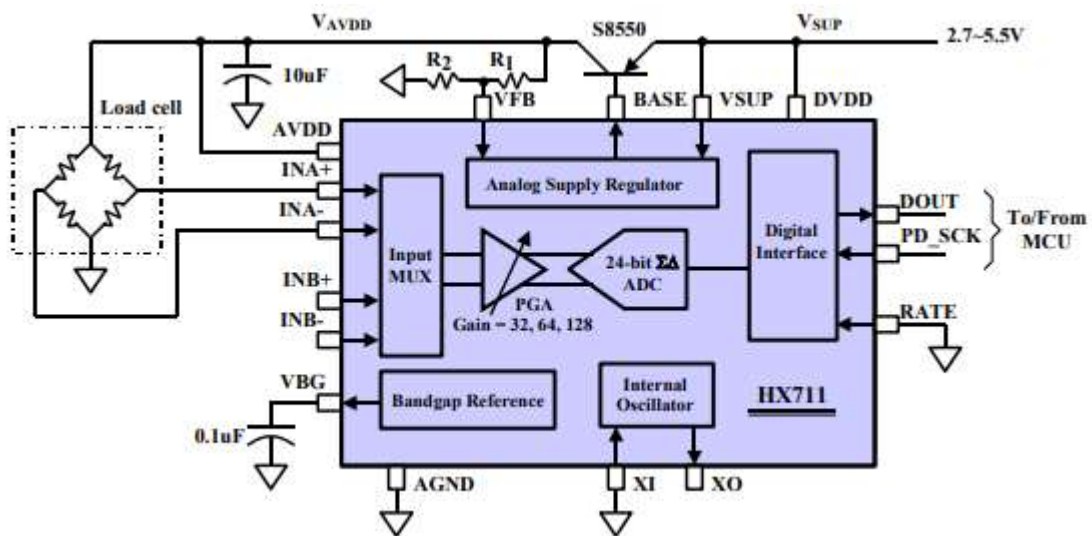 VAVDD
S8550
VSUP
2.7~5.5V
10uF
R2
R1
VFB
BASE
VSUP
DVDD
Load cell
AVDD
INA+
INA-
INB+
INB-
VBG
0.1uF
Analog Supply Regulator
Input
MUX
PGA
Gain = 32, 64, 128
24-bit ΣΔ
ADC
Digital
Interface
DOUT
PD_SCK
To/From
MCU
RATE
Bandgap Reference
Internal
Oscillator
HX711
AGND
XI
XO